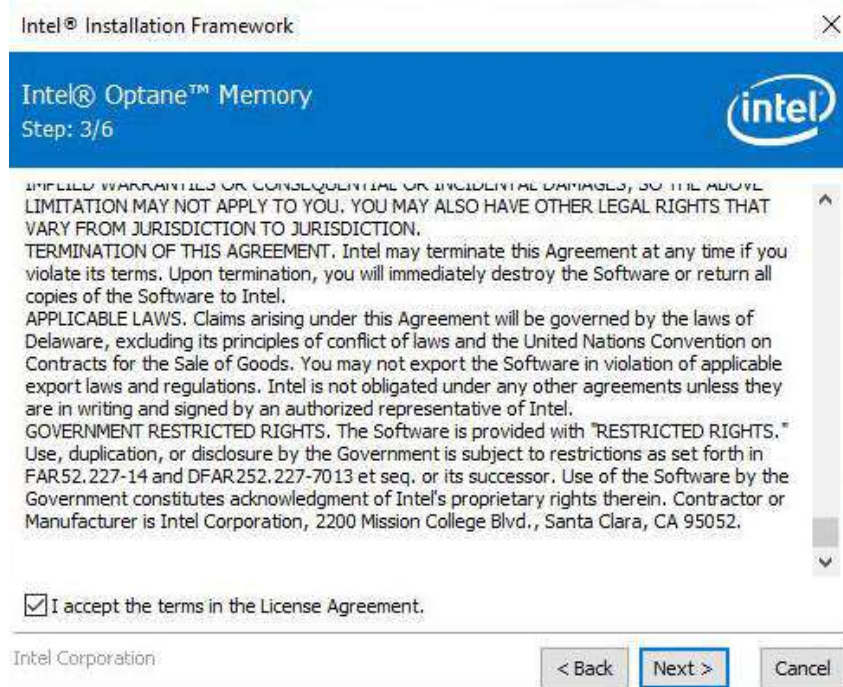 Intel® Installation Framework
Intel® Optane™ Memory
Step: 3/6
intel
IMPLIED WARRANTIES OR CONSEQUENTIAL OR INCIDENTAL DAMAGES, SO THE ABOVE
LIMITATION MAY NOT APPLY TO YOU. YOU MAY ALSO HAVE OTHER LEGAL RIGHTS THAT
VARY FROM JURISDICTION TO JURISDICTION.
TERMINATION OF THIS AGREEMENT. Intel may terminate this Agreement at any time if you
violate its terms. Upon termination, you will immediately destroy the Software or return all
copies of the Software to Intel.
APPLICABLE LAWS. Claims arising under this Agreement will be governed by the laws of
Delaware, excluding its principles of conflict of laws and the United Nations Convention on
Contracts for the Sale of Goods. You may not export the Software in violation of applicable
export laws and regulations. Intel is not obligated under any other agreements unless they
are in writing and signed by an authorized representative of Intel.
GOVERNMENT RESTRICTED RIGHTS. The Software is provided with "RESTRICTED RIGHTS."
Use, duplication, or disclosure by the Government is subject to restrictions as set forth in
FAR52.227-14 and DFAR252.227-7013 et seq. or its successor. Use of the Software by the
Government constitutes acknowledgment of Intel's proprietary rights therein. Contractor or
Manufacturer is Intel Corporation, 2200 Mission College Blvd., Santa Clara, CA 95052.
I accept the terms in the License Agreement.
Intel Corporation
< Back
Next >
Cancel